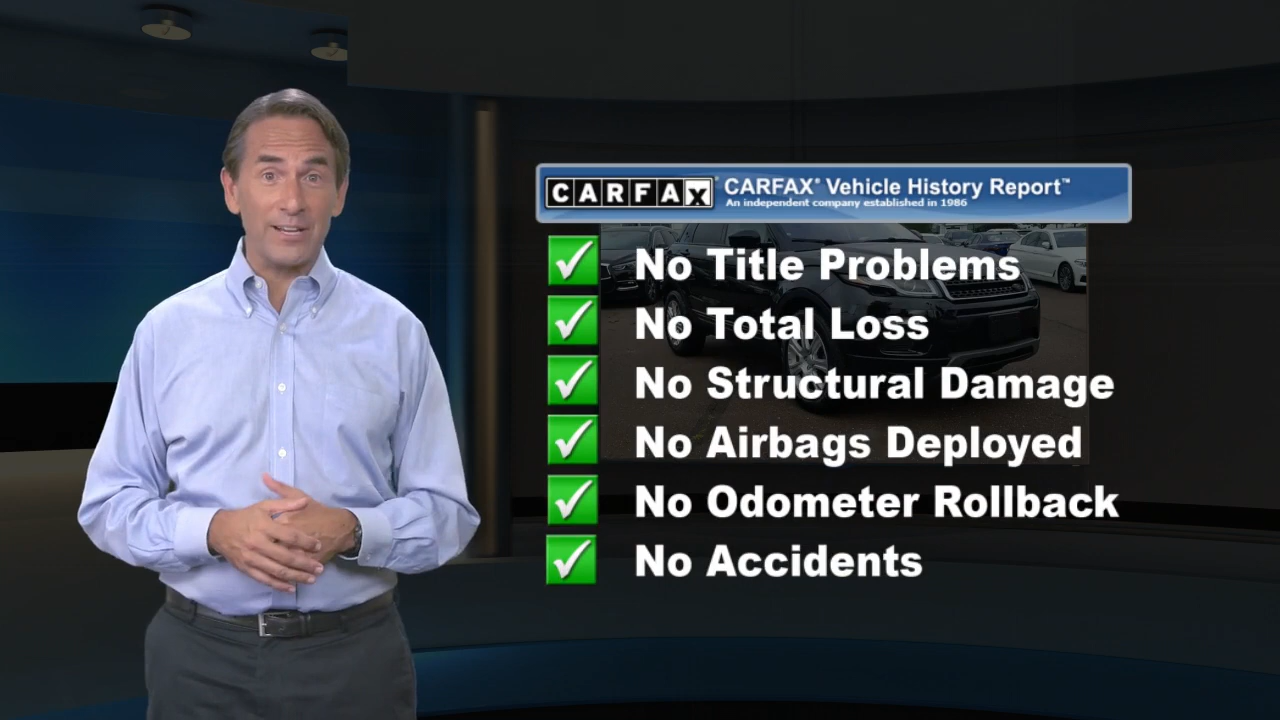 CARFAX® CARFAX® Vehicle History Report™
An independent company established in 1986
No Title Problems
No Total Loss
No Structural Damage
No Airbags Deployed
No Odometer Rollback
No Accidents